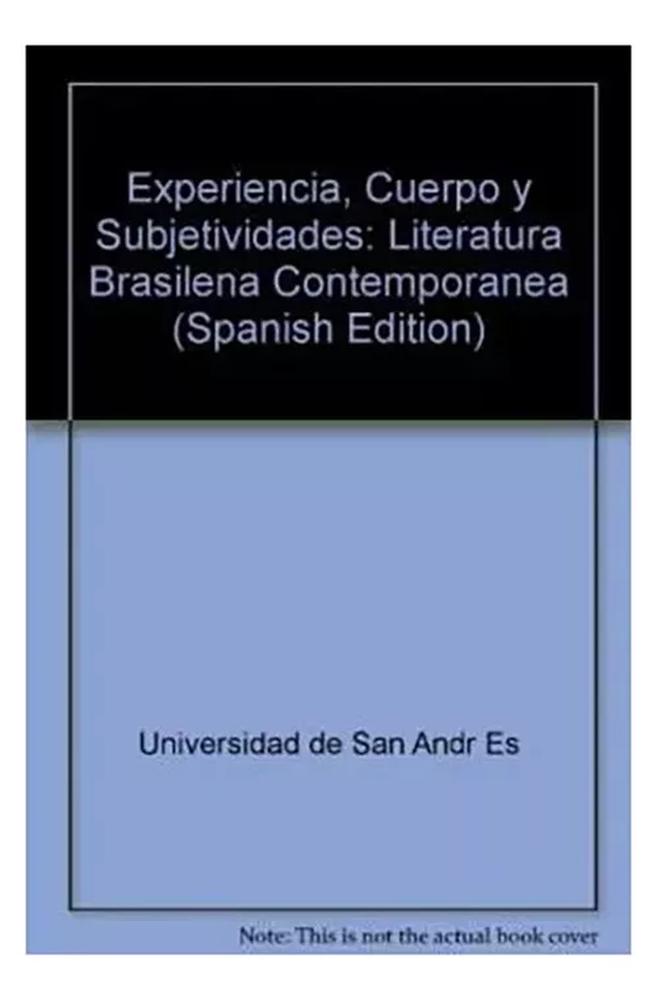 Experiencia, Cuerpo y
Subjetividades: Literatura
Brasilena Contemporanea
(Spanish Edition)
Universidad de San Andr Es
Note: This is not the actual book cover